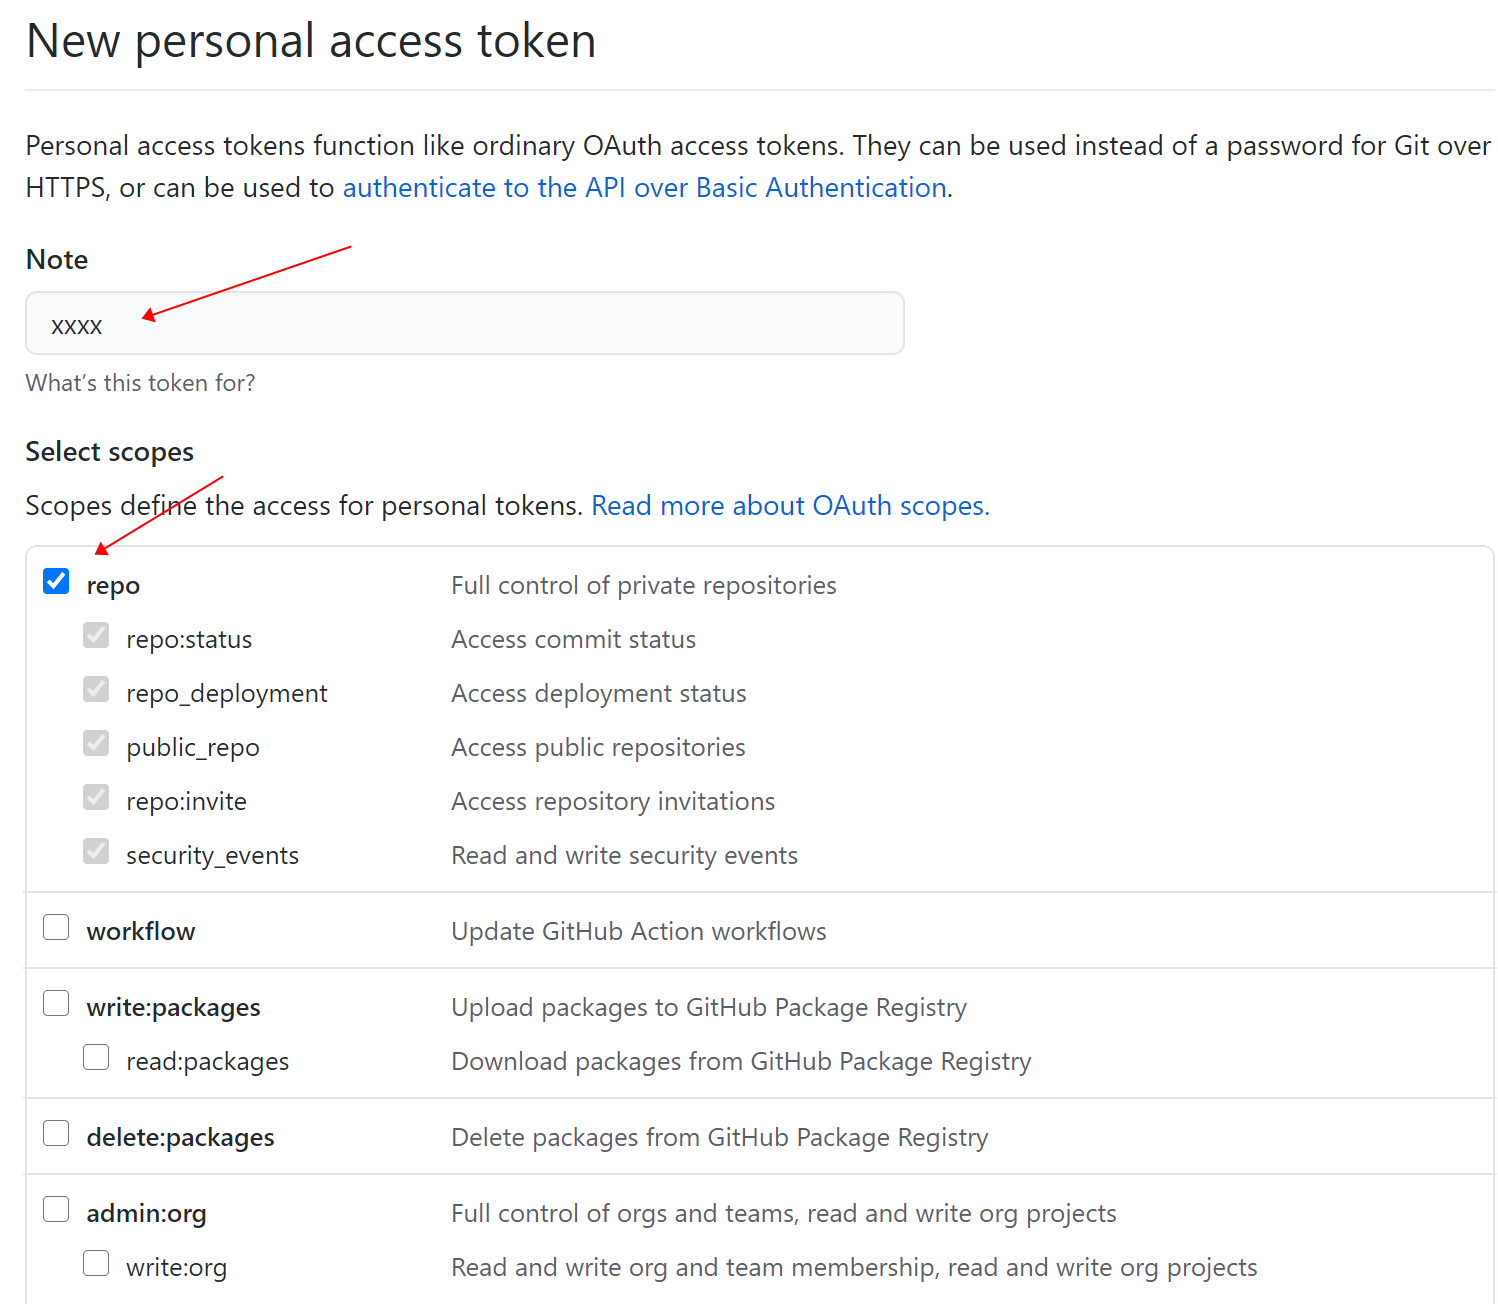 New personal access token
Personal access tokens function like ordinary OAuth access tokens. They can be used instead of a password for Git over
HTTPS, or can be used to authenticate to the API over Basic Authentication.
Note
xxxx
What's this token for?
Select scopes
Scopes define the access for personal tokens. Read more about OAuth scopes.
repo Full control of private repositories
repo:status Access commit status
repo_deployment Access deployment status
public_repo Access public repositories
repo:invite Access repository invitations
security_events Read and write security events
workflow Update GitHub Action workflows
write:packages Upload packages to GitHub Package Registry
read:packages Download packages from GitHub Package Registry
delete:packages Delete packages from GitHub Package Registry
admin:org Full control of orgs and teams, read and write org projects
write:org Read and write org and team membership, read and write org projects